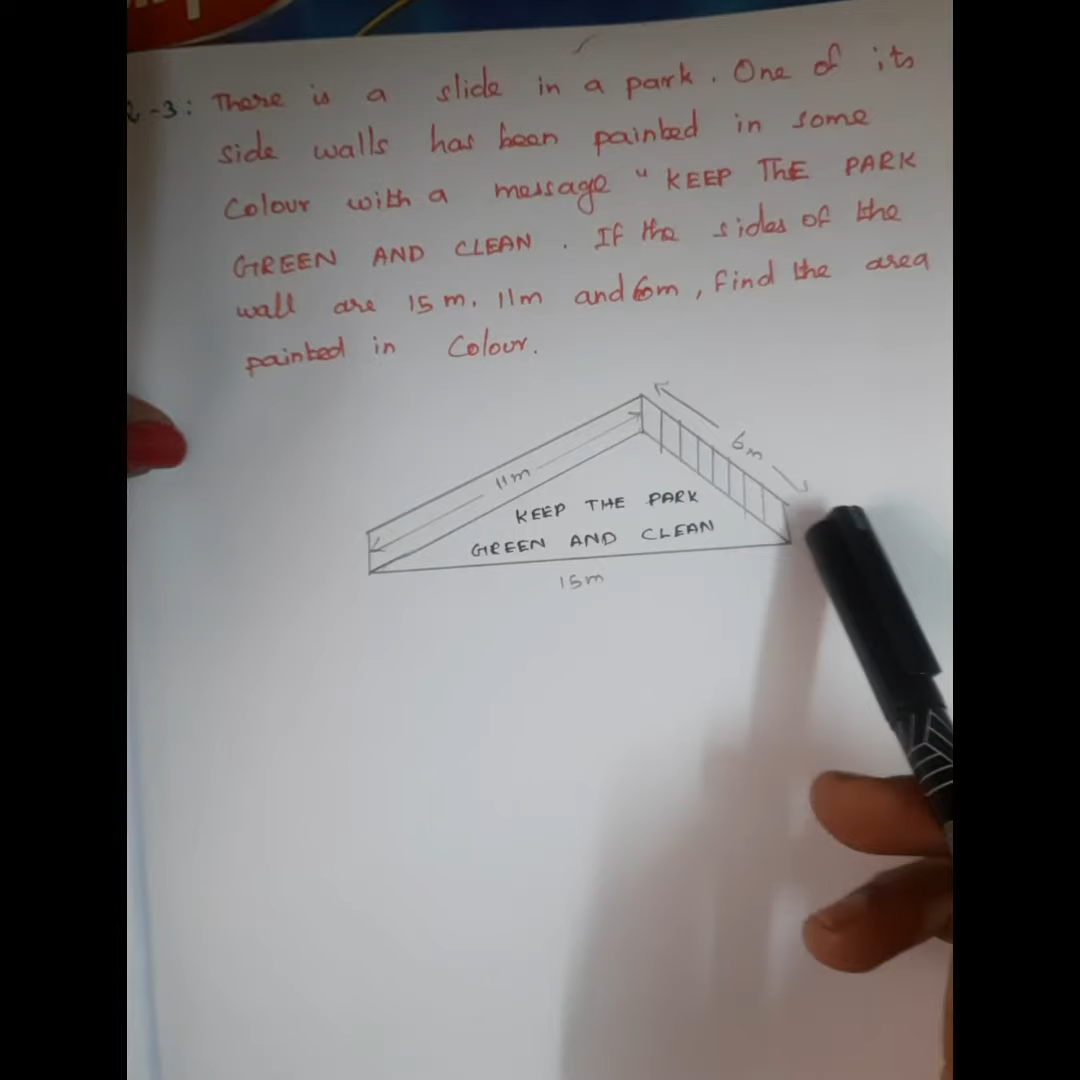 -3: There is a slide in a park. One of its
side walls has been painted in some
Colour with a message "KEEP THE PARK
GREEN AND CLEAN. If the sides of the
wall are 15 m, 11m and 6m, find the area
painted in Colour.
6m
11m
KEEP THE PARK
GREEN AND CLEAN
15m